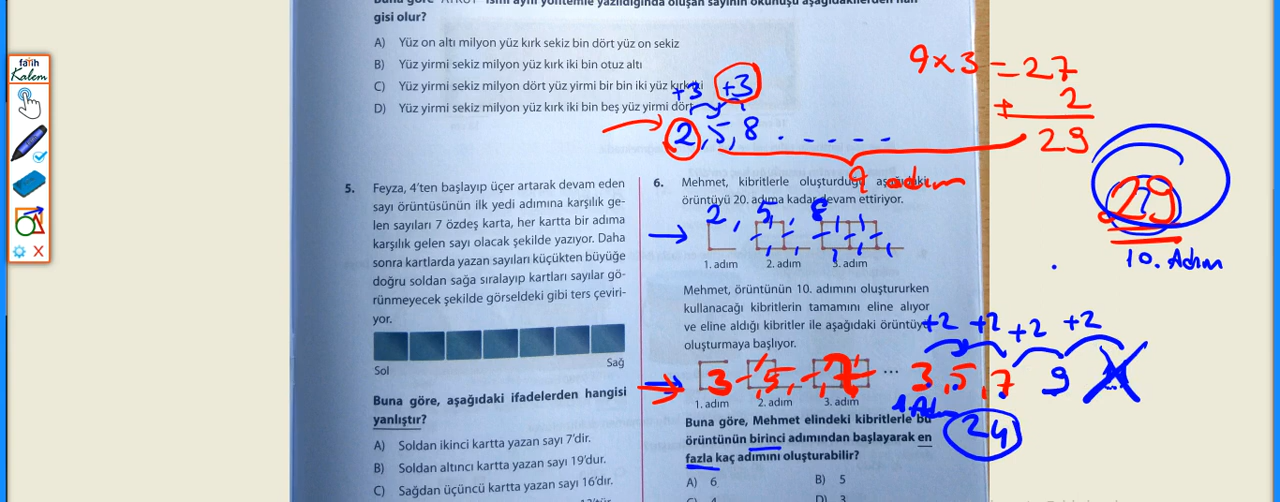 gisi olur?
A) Yüz on altı milyon yüz kırk sekiz bin dört yüz on sekiz
B) Yüz yirmi sekiz milyon yüz kırk iki bin otuz altı
C) Yüz yirmi sekiz milyon dört yüz yirmi bir bin iki yüz kırk iki
D) Yüz yirmi sekiz milyon yüz kırk iki bin beş yüz yirmi dört
fatih
Kalem
+3 +3
2, 5, 8 . - - - - -
9 adım
9 x 3 = 27
+ 2
29
29
10. Adım
5. Feyza, 4'ten başlayıp üçer artarak devam eden
sayı örüntüsünün ilk yedi adımına karşılık ge-
len sayıları 7 özdeş karta, her kartta bir adıma
karşılık gelen sayı olacak şekilde yazıyor. Daha
sonra kartlarda yazan sayıları küçükten büyüğe
doğru soldan sağa sıralayıp kartları sayılar gö-
rünmeyecek şekilde görseldeki gibi ters çeviri-
yor.
Sol
Sağ
Buna göre, aşağıdaki ifadelerden hangisi
yanlıştır?
A) Soldan ikinci kartta yazan sayı 7'dir.
B) Soldan altıncı kartta yazan sayı 19'dur.
C) Sağdan üçüncü kartta yazan sayı 16'dır.
6. Mehmet, kibritlerle oluşturduğu aşağıdaki
örüntüyü 20. adıma kadar devam ettiriyor.
2, 5, 8
1. adım 2. adım 3. adım
Mehmet, örüntünün 10. adımını oluştururken
kullanacağı kibritlerin tamamını eline alıyor
ve eline aldığı kibritler ile aşağıdaki örüntüyü
oluşturmaya başlıyor.
+2 +2 +2 +2
3 5, 7 ... 3, 5, 7 9
1. adım 2. adım 3. adım
4. Adım
24
Buna göre, Mehmet elindeki kibritlerle bu
örüntünün birinci adımından başlayarak en
fazla kaç adımını oluşturabilir?
A) 6 B) 5